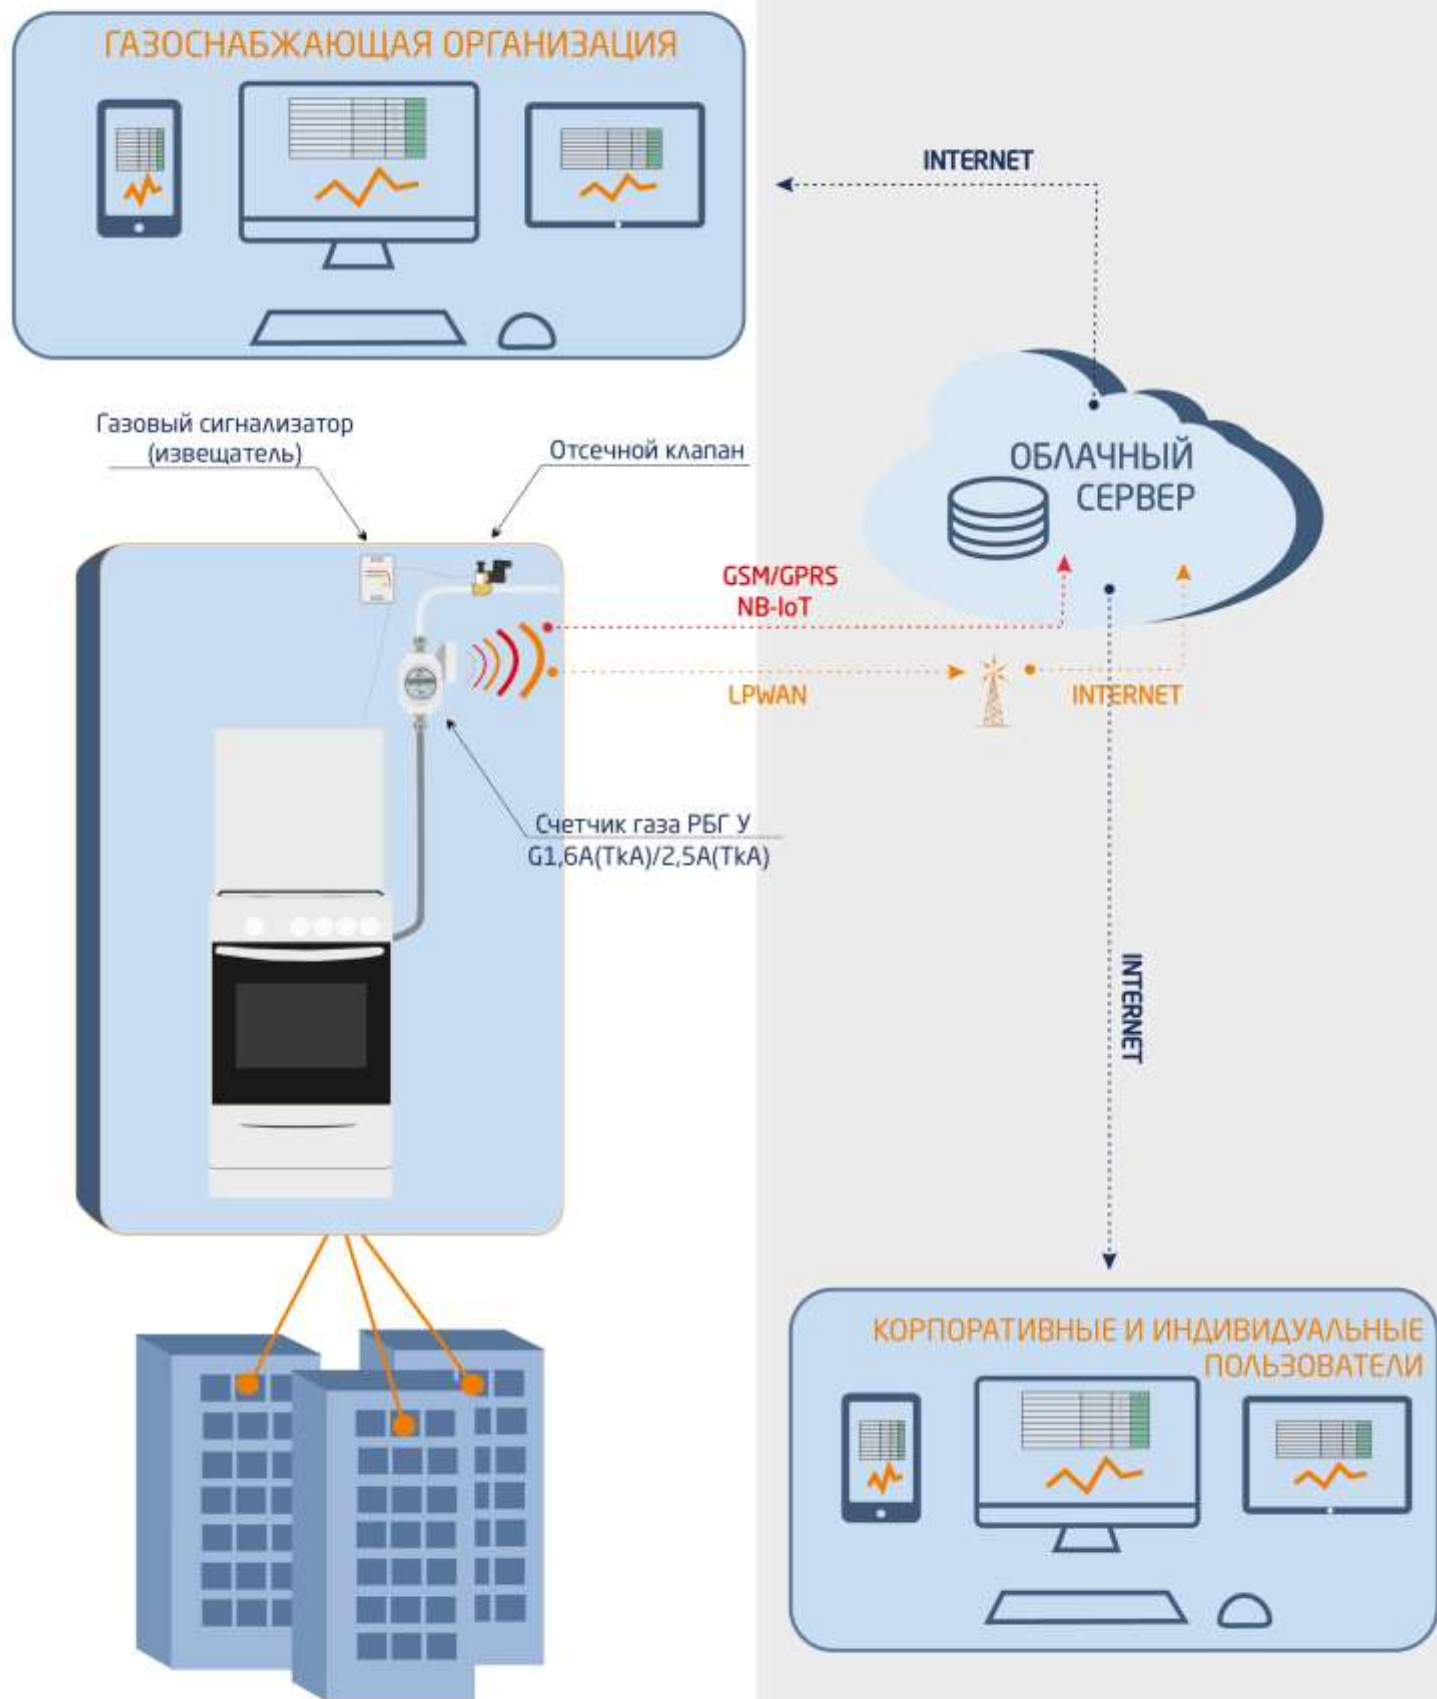 ГАЗОСНАБЖАЮЩАЯ ОРГАНИЗАЦИЯ
INTERNET
Газовый сигнализатор
(извещатель)
Отсечной клапан
ОБЛАЧНЫЙ
СЕРВЕР
GSM/GPRS
NB-IoT
LPWAN
INTERNET
Счетчик газа РБГ У
G1,6A(TkA)/2,5A(TkA)
INTERNET
КОРПОРАТИВНЫЕ И ИНДИВИДУАЛЬНЫЕ
ПОЛЬЗОВАТЕЛИ